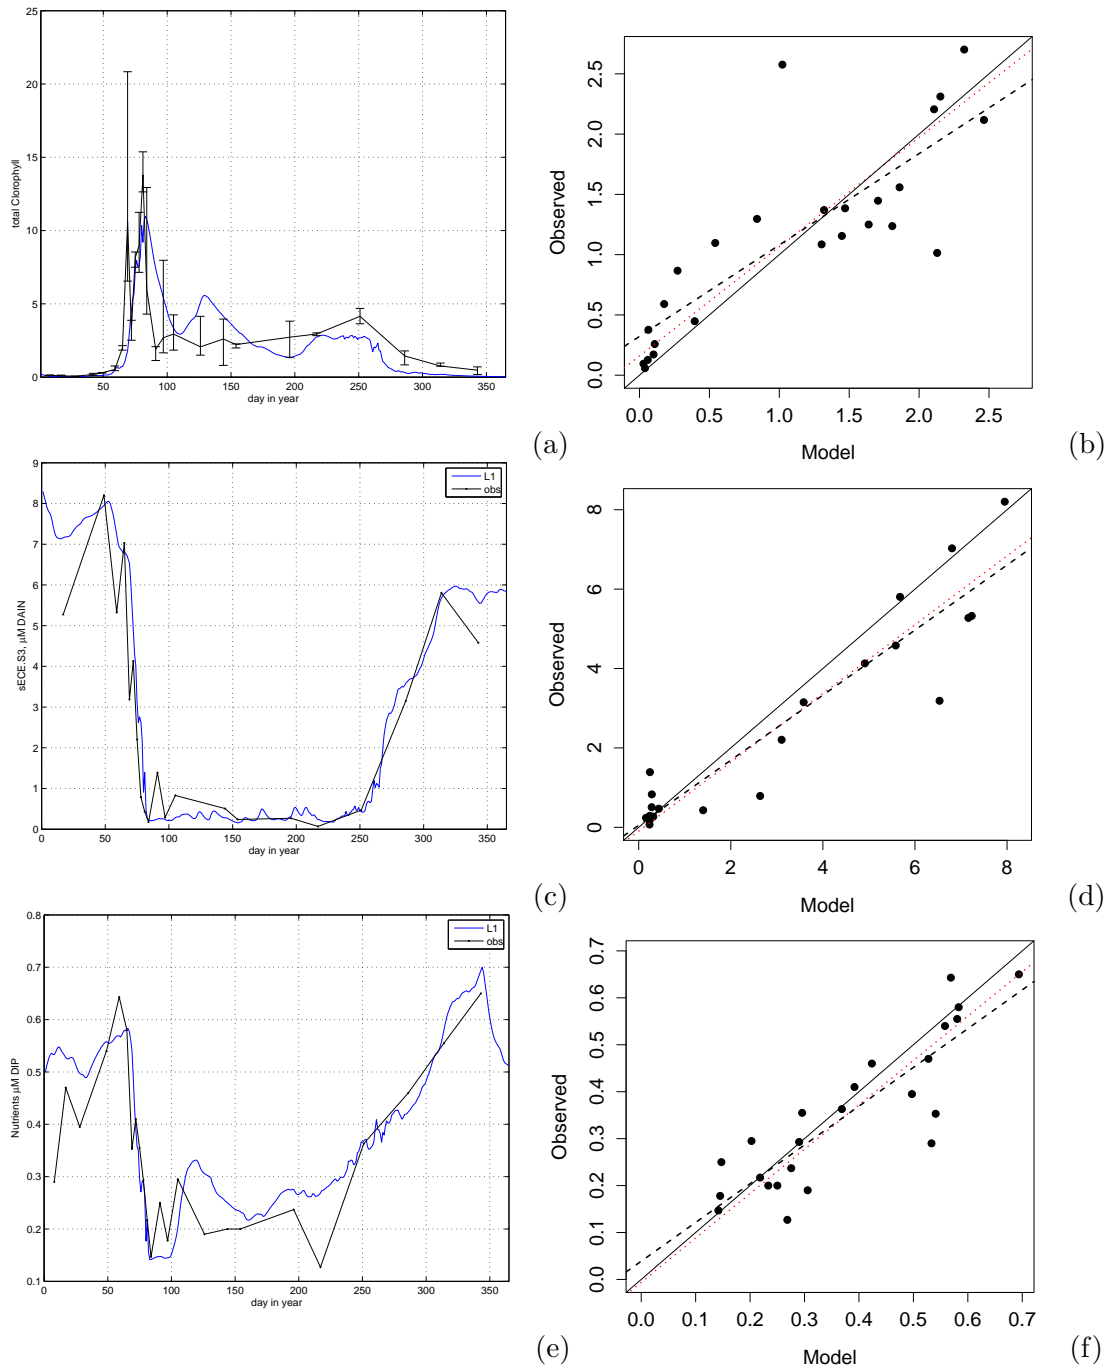 25
20
15
10
5
0
0 50 100 150 200 250 300 350
total Clorophyll
day in year
(a)
2.5
2.0
1.5
1.0
0.5
0.0
0.0 0.5 1.0 1.5 2.0 2.5
Observed
Model
(b)
9
8
7
6
5
4
3
2
1
0
0 50 100 150 200 250 300 350
sECE.S3, μM DAIN
day in year
L1
obs
(c)
8
6
4
2
0
0 2 4 6 8
Observed
Model
(d)
0.8
0.7
0.6
0.5
0.4
0.3
0.2
0.1
0 50 100 150 200 250 300 350
Nutrients μM DIP
day in year
L1
obs
(e)
0.7
0.6
0.5
0.4
0.3
0.2
0.1
0.0
0.0 0.1 0.2 0.3 0.4 0.5 0.6 0.7
Observed
Model
(f)